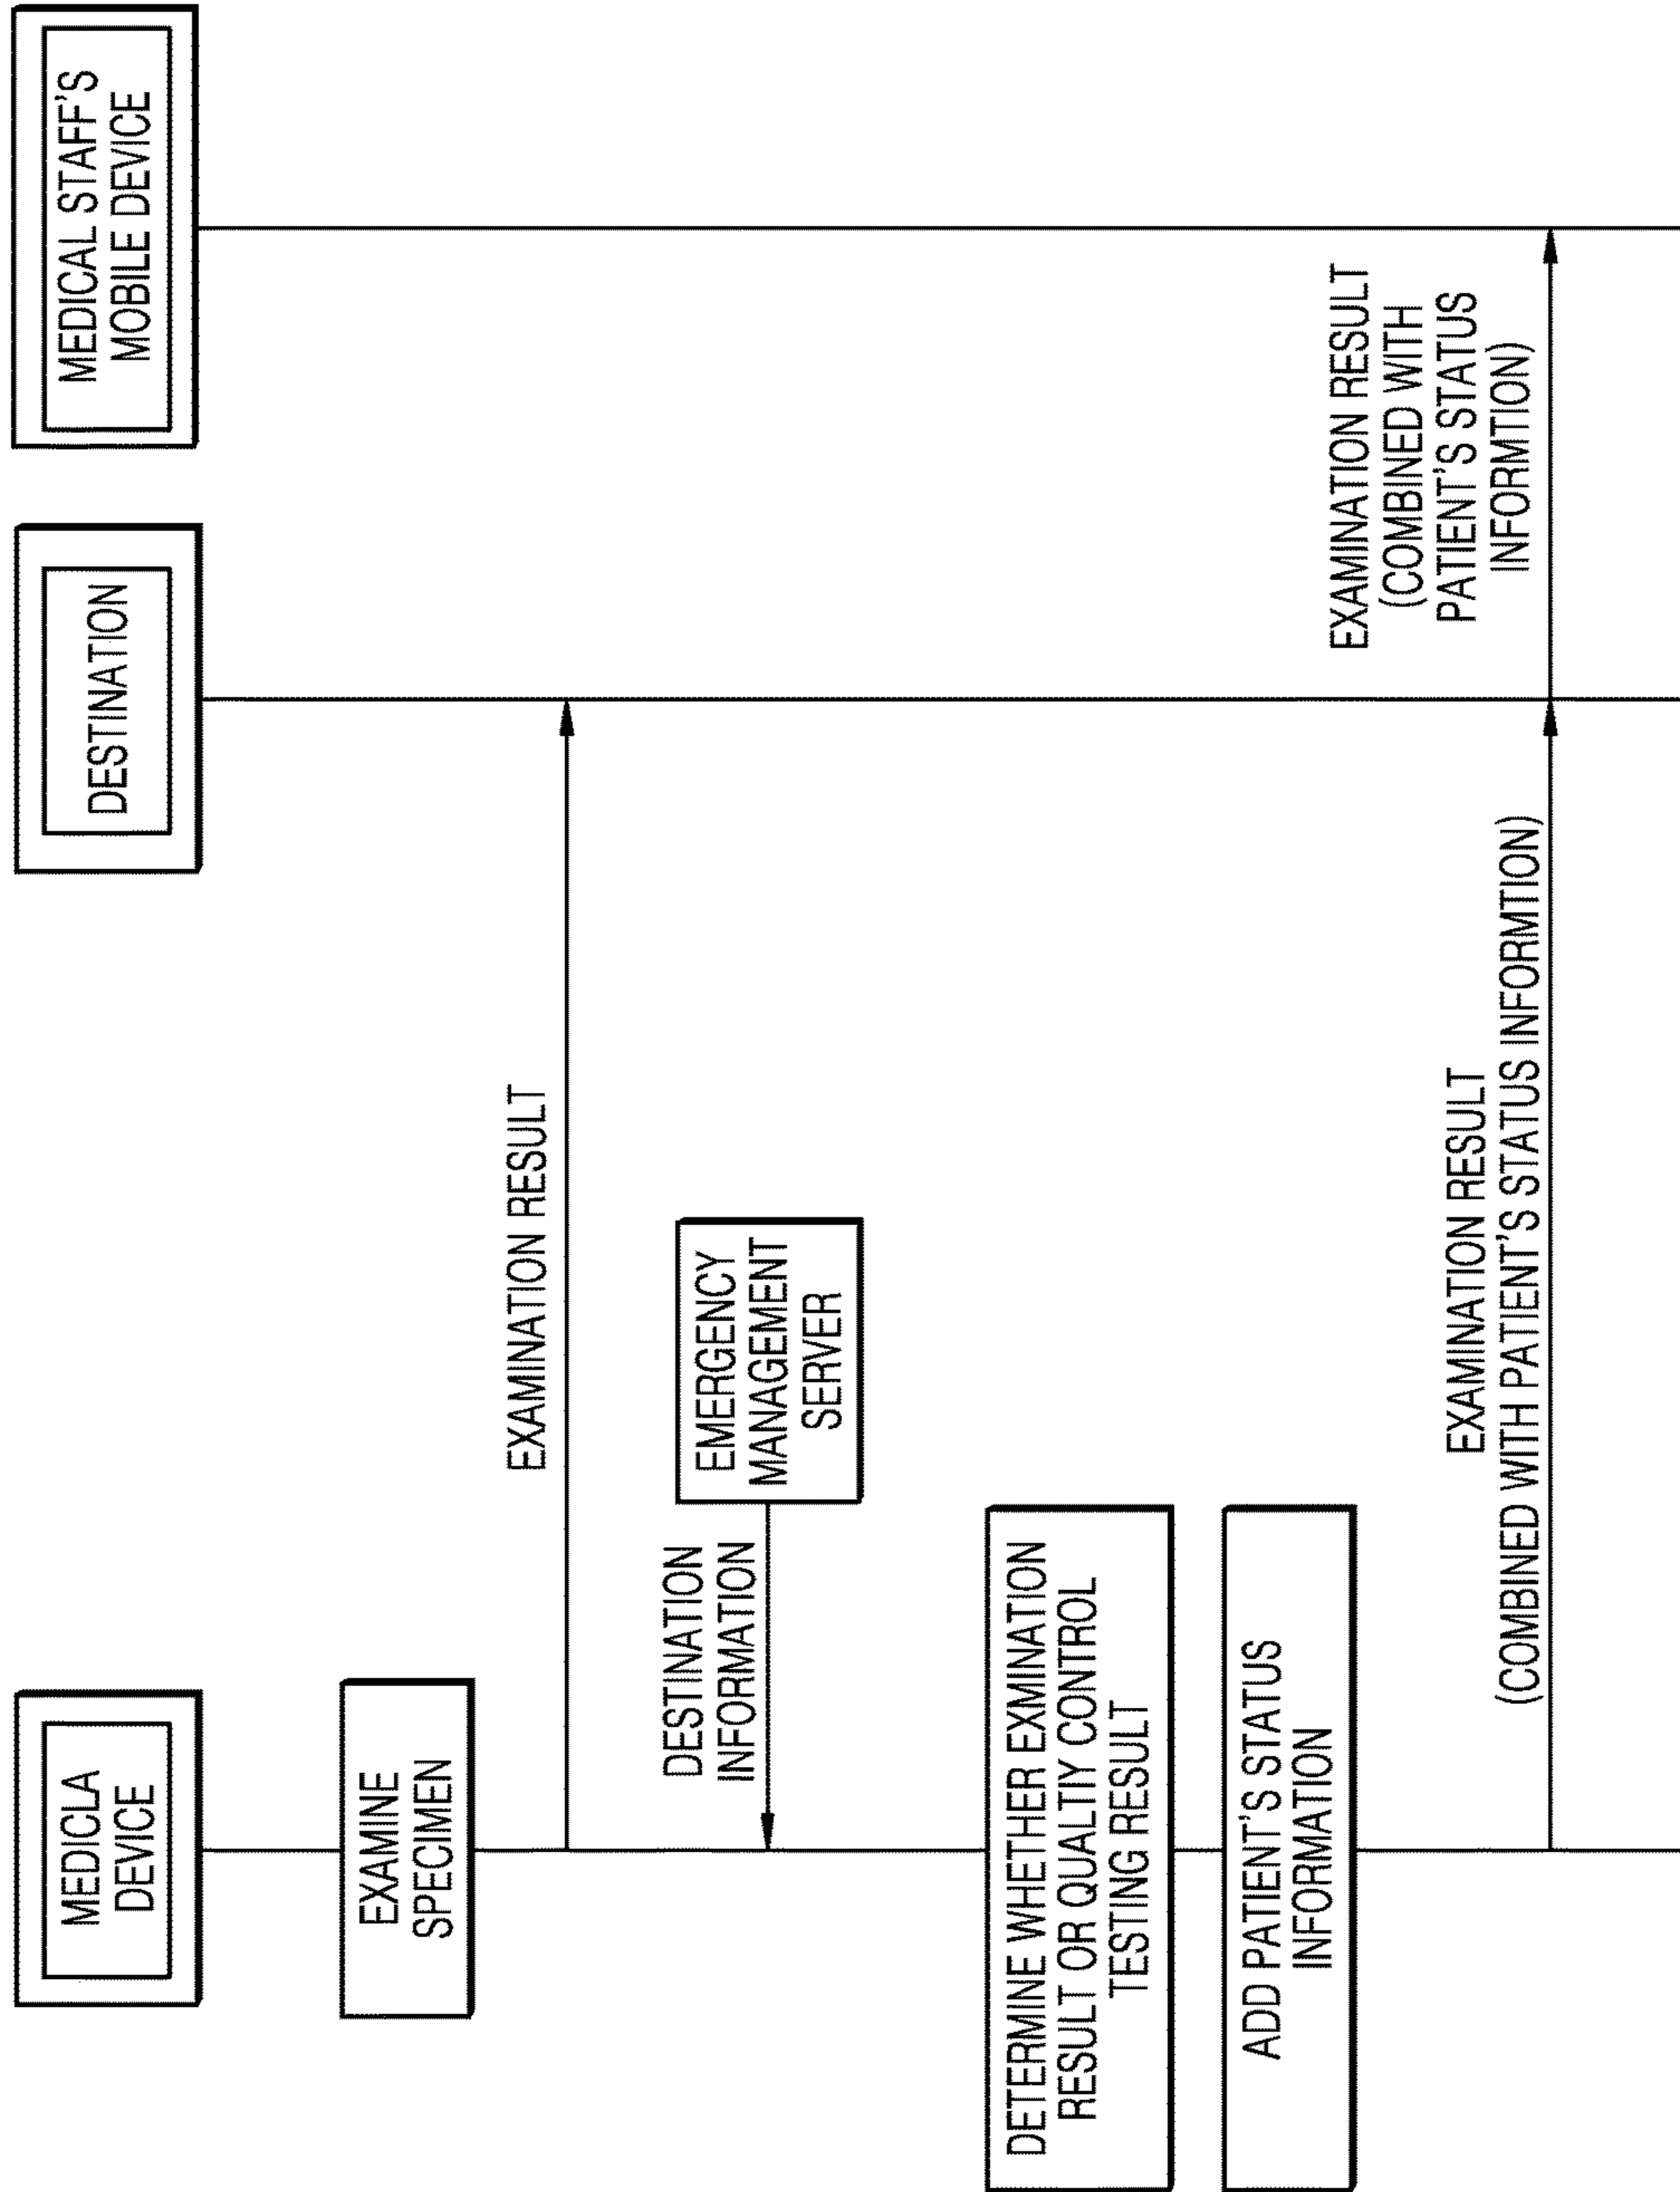 MEDICLA
DEVICE
DESTINATION
MEDICAL STAFF'S
MOBILE DEVICE
EXAMINE
SPECIMEN
EXAMINATION RESULT
DESTINATION
INFORMATION
EMERGENCY
MANAGEMENT
SERVER
DETERMINE WHETHER EXMINATION
RESULT OR QUALTIY CONTROL
TESTING RESULT
ADD PATIENT'S STATUS
INFORMATION
EXAMINATION RESULT
(COMBINED WITH PATIENT'S STATUS INFORMTION)
EXAMINATION RESULT
(COMBINED WITH
PATIENT'S STATUS
INFORMTION)